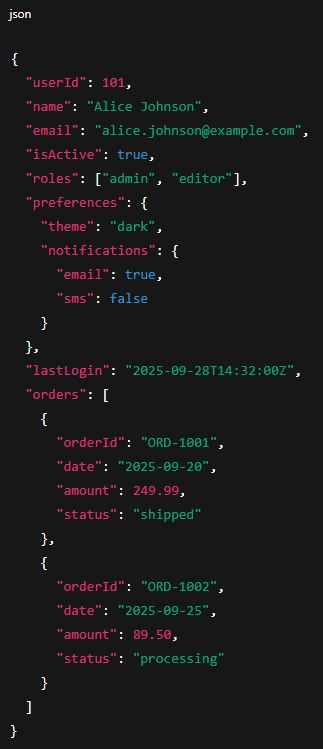 json
{
  "userId": 101,
  "name": "Alice Johnson",
  "email": "alice.johnson@example.com",
  "isActive": true,
  "roles": ["admin", "editor"],
  "preferences": {
    "theme": "dark",
    "notifications": {
      "email": true,
      "sms": false
    }
  },
  "lastLogin": "2025-09-28T14:32:00Z",
  "orders": [
    {
      "orderId": "ORD-1001",
      "date": "2025-09-20",
      "amount": 249.99,
      "status": "shipped"
    },
    {
      "orderId": "ORD-1002",
      "date": "2025-09-25",
      "amount": 89.50,
      "status": "processing"
    }
  ]
}